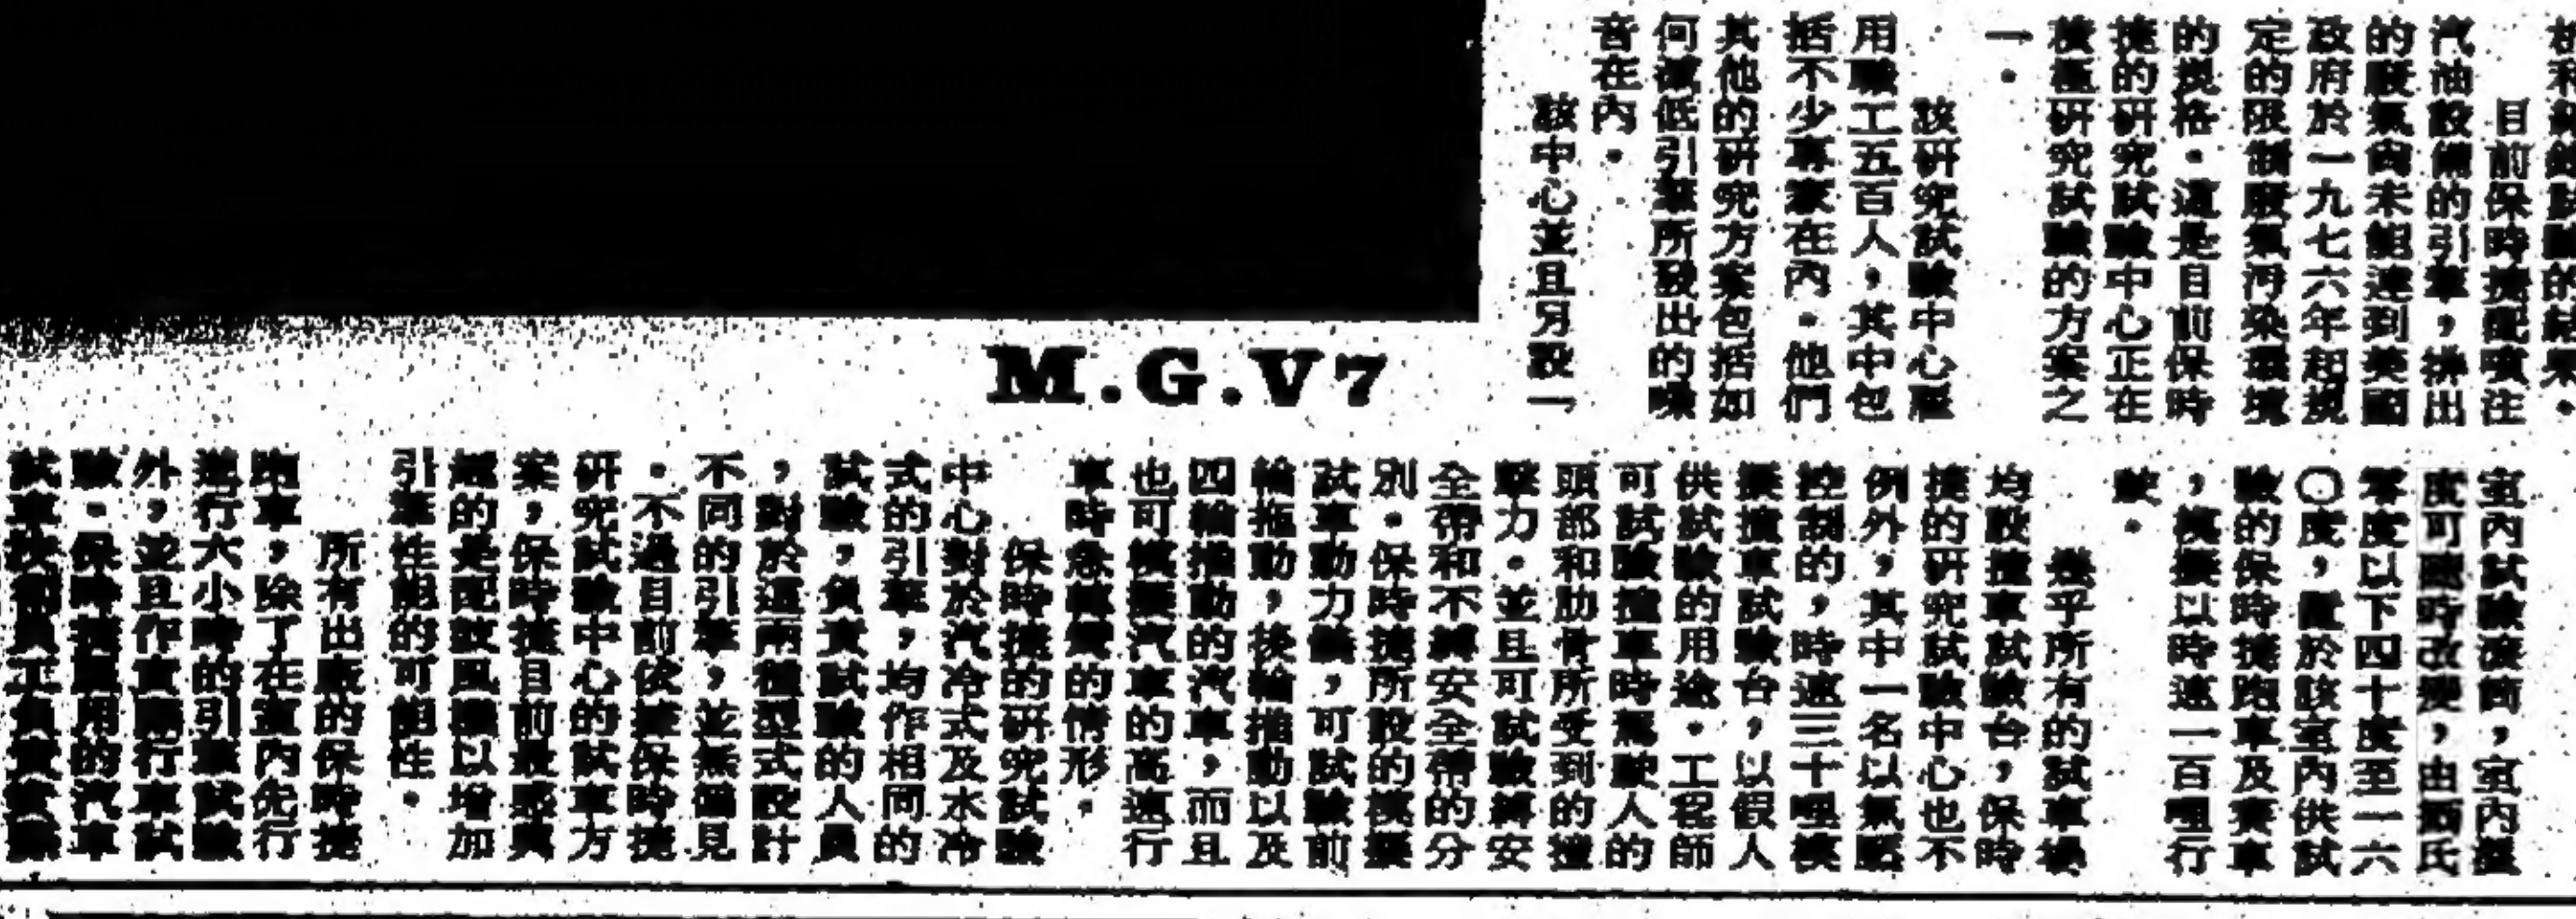 目前保時捷配噴注
汽油設備的引擎，排出
的廢氣尚未能達到美國
政府於一九七六年起規
定的限制廢氣污染環境
的規格．這是目前保時
捷的研究試驗中心正在
積極研究試驗的方案之
一．
該研究試驗中心雇
用職工五百人，其中包
括不少專家在內．他們
其他的研究方案包括如
何減低引擎所發出的噪
音在內．
該中心並且另設一
M.G.V7
室內試驗滾筒，室內溫
度可隨時改變，由攝氏
零度以下四十度至一六
〇度，置於該室內供試
驗的保時捷跑車及賽車
，模擬以時速一百哩行
駛．
幾乎所有的試車場
均設撞車試驗台，保時
捷的研究試驗中心也不
例外，其中一名以氣壓
控制的，時速三十哩模
擬撞車試驗台，以假人
供試驗的用途．工程師
可試驗撞車時駕駛人的
頭部和肋骨所受到的撞
擊力．並且可試驗縛安
全帶和不縛安全帶的分
別．保時捷所設的模擬
試車動力機，可試驗前
輪拖動，後輪推動以及
四輪推動的汽車，而且
也可模擬汽車的高速行
車時急轉彎的情形．
保時捷的研究試驗
中心對於汽冷式及水冷
式的引擎，均作相同的
試驗，負責試驗的人員
，對於這兩種型式設計
不同的引擎，並無偏見
．不過目前依據保時捷
研究試驗中心的試車方
案，保時捷目前最感興
趣的是配鼓風機以增加
引擎性能的可能性．
所有出廠的保時捷
跑車，除了在室內先行
進行六小時的引擎試驗
外，並且作實際行車試
驗．保時捷應用的汽車
試車技術員正負責實際